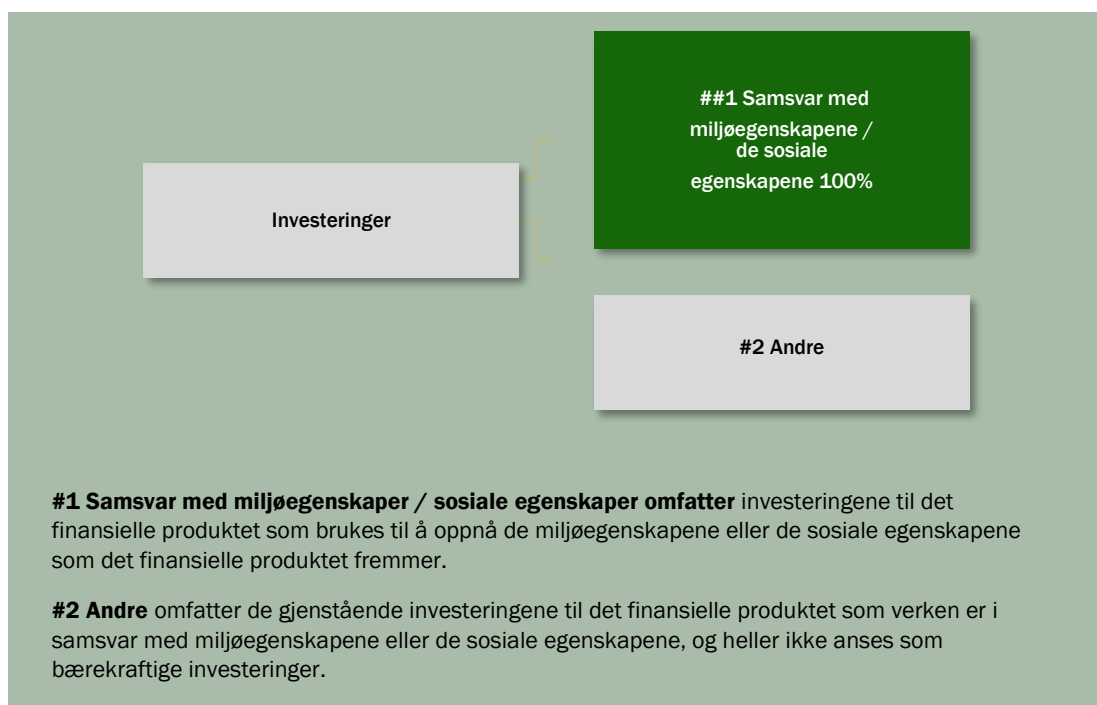 ##1 Samsvar med
miljøegenskapene /
de sosiale
egenskapene 100%
Investeringer
#2 Andre
#1 Samsvar med miljøegenskaper / sosiale egenskaper omfatter investeringene til det
finansielle produktet som brukes til å oppnå de miljøegenskapene eller de sosiale egenskapene
som det finansielle produktet fremmer.
#2 Andre omfatter de gjenstående investeringene til det finansielle produktet som verken er i
samsvar med miljøegenskapene eller de sosiale egenskapene, og heller ikke anses som
bærekraftige investeringer.